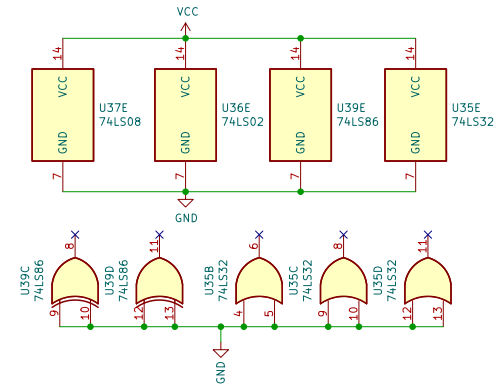 VCC
14
14
14
14
VCC
VCC
VCC
VCC
U37E
74LS08
U36E
74LS02
U39E
74LS86
U35E
74LS32
GND
GND
GND
GND
7
7
7
7
GND
8
11
6
8
11
U39C
74LS86
U39D
74LS86
U35B
74LS32
U35C
74LS32
U35D
74LS32
9
10
12
13
4
5
9
10
12
13
GND